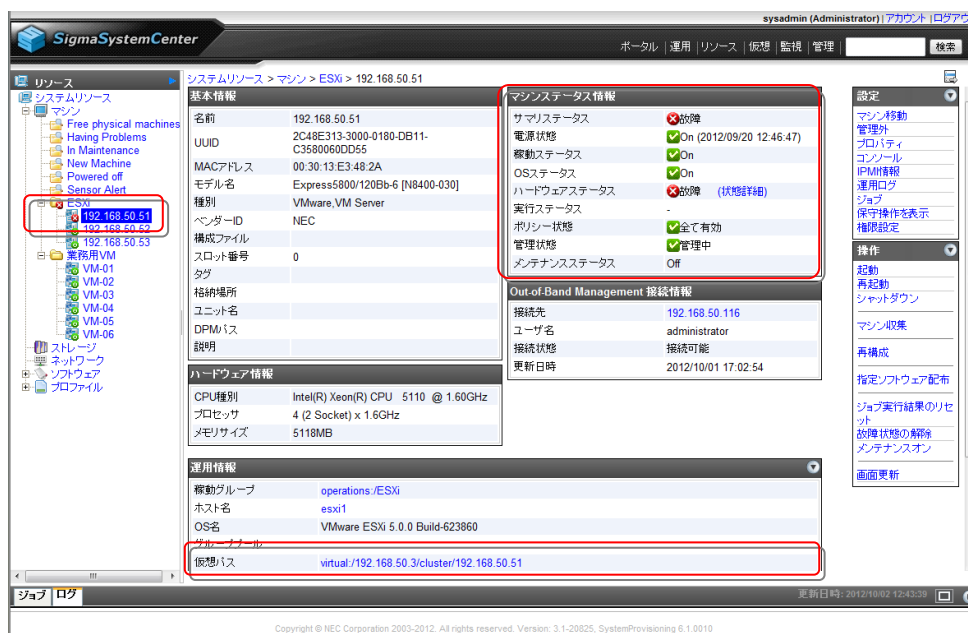 sysadmin (Administrator) | アカウント | ログアウ
SigmaSystemCenter
ポータル | 運用 | リソース | 仮想 | 監視 | 管理 | 検索
リソース
システムリソース
マシン
Free physical machines
Having Problems
In Maintenance
New Machine
Powered off
Sensor Alert
ESXi
192.168.50.51
192.168.50.52
192.168.50.53
業務用VM
VM-01
VM-02
VM-03
VM-04
VM-05
VM-06
ストレージ
ネットワーク
ソフトウェア
プロファイル
システムリソース > マシン > ESXi > 192.168.50.51
基本情報
名前 192.168.50.51
UUID 2C48E313-3000-0180-DB11-
C3580060DD55
MACアドレス 00:30:13:E3:48:2A
モデル名 Express5800/120Bb-6 [N8400-030]
種別 VMware,VM Server
ベンダーID NEC
構成ファイル
スロット番号 0
タグ
格納場所
ユニット名
DPMパス
説明
ハードウェア情報
CPU種別 Intel(R) Xeon(R) CPU 5110 @ 1.60GHz
プロセッサ 4 (2 Socket) x 1.6GHz
メモリサイズ 5118MB
マシンステータス情報
サマリステータス 故障
電源状態 On (2012/09/20 12:46:47)
稼動ステータス On
OSステータス On
ハードウェアステータス 故障 (状態詳細)
実行ステータス -
ポリシー状態 全て有効
管理状態 管理中
メンテナンスステータス Off
Out-of-Band Management 接続情報
接続先 192.168.50.116
ユーザ名 administrator
接続状態 接続可能
更新日時 2012/10/01 17:02:54
運用情報
稼動グループ operations:/ESXi
ホスト名 esxi1
OS名 VMware ESXi 5.0.0 Build-623860
グループプール
仮想パス virtual:/192.168.50.3/cluster/192.168.50.51
設定
マシン移動
管理外
プロパティ
コンソール
IPMI情報
運用ログ
ジョブ
保守操作を表示
権限設定
操作
起動
再起動
シャットダウン
マシン収集
再構成
指定ソフトウェア配布
ジョブ実行結果のリセ
ット
故障状態の解除
メンテナンスオン
画面更新
ジョブ ログ
更新日時: 2012/10/02 12:43:39
Copyright © NEC Corporation 2003-2012. All rights reserved. Version: 3.1-20825, SystemProvisioning 6.1.0010